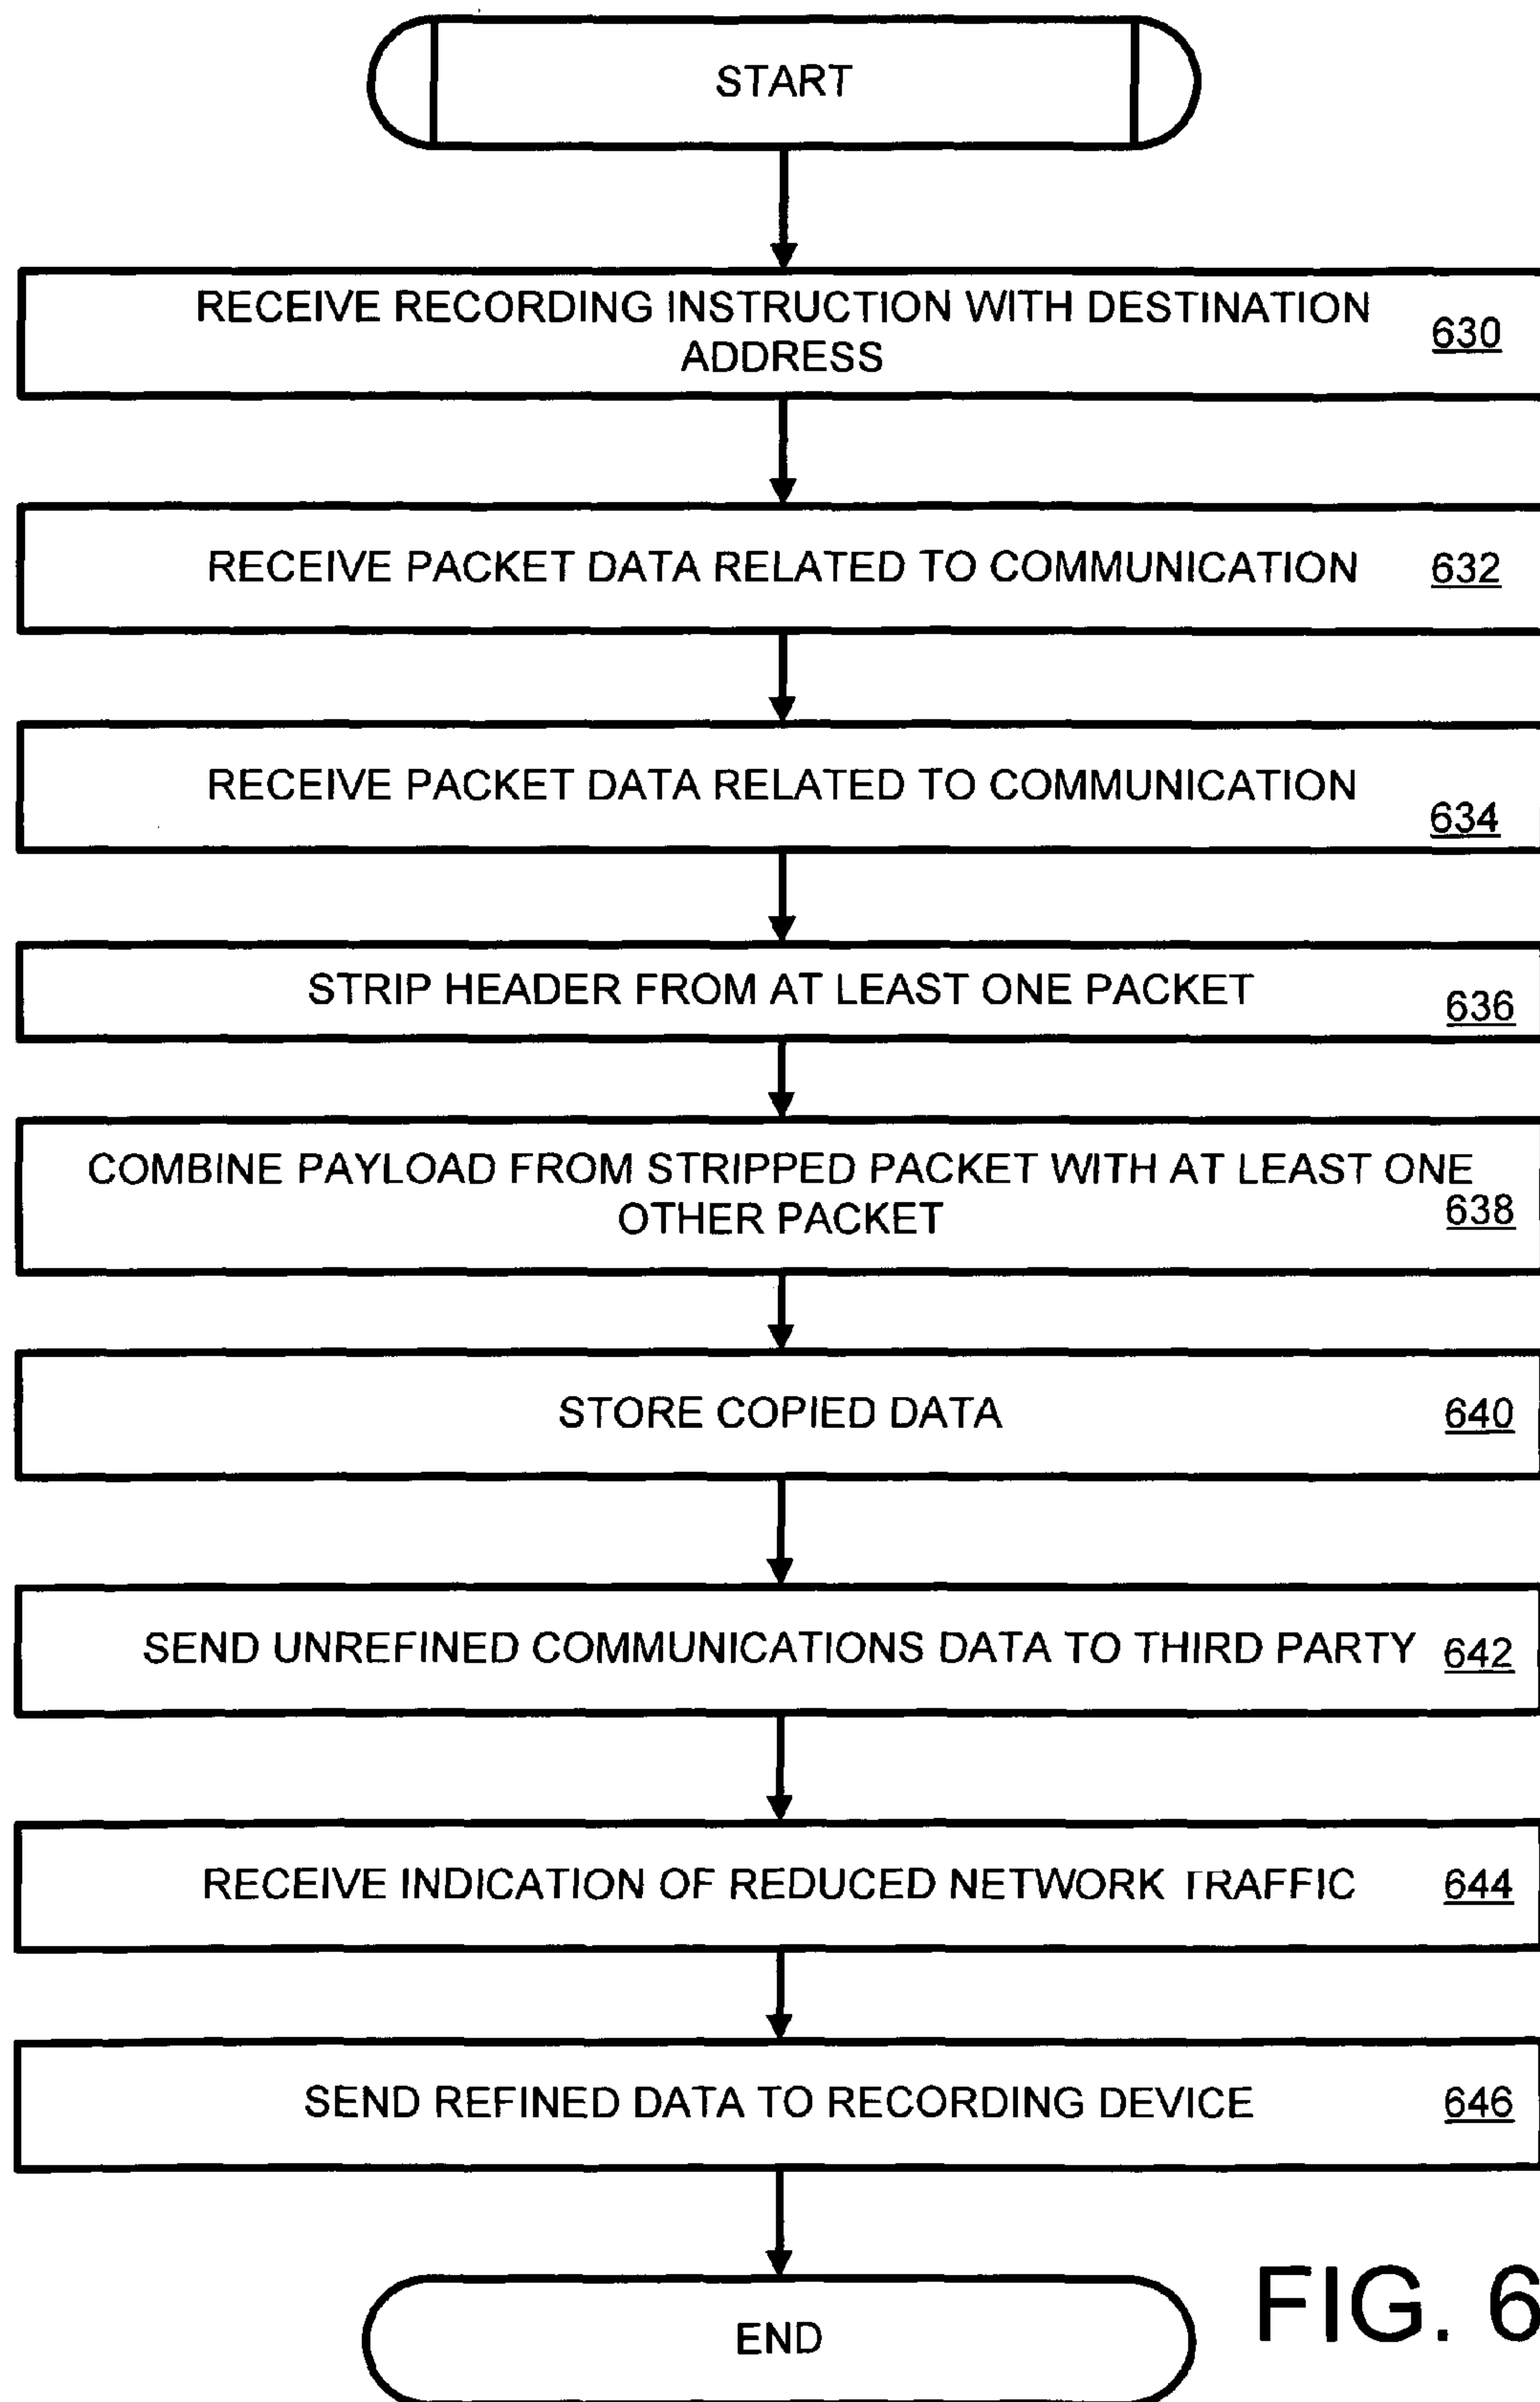 START
RECEIVE RECORDING INSTRUCTION WITH DESTINATION
ADDRESS
630
RECEIVE PACKET DATA RELATED TO COMMUNICATION 632
RECEIVE PACKET DATA RELATED TO COMMUNICATION
634
STRIP HEADER FROM AT LEAST ONE PACKET 636
COMBINE PAYLOAD FROM STRIPPED PACKET WITH AT LEAST ONE
OTHER PACKET 638
STORE COPIED DATA 640
SEND UNREFINED COMMUNICATIONS DATA TO THIRD PARTY 642
RECEIVE INDICATION OF REDUCED NETWORK TRAFFIC 644
SEND REFINED DATA TO RECORDING DEVICE 646
END
FIG. 6